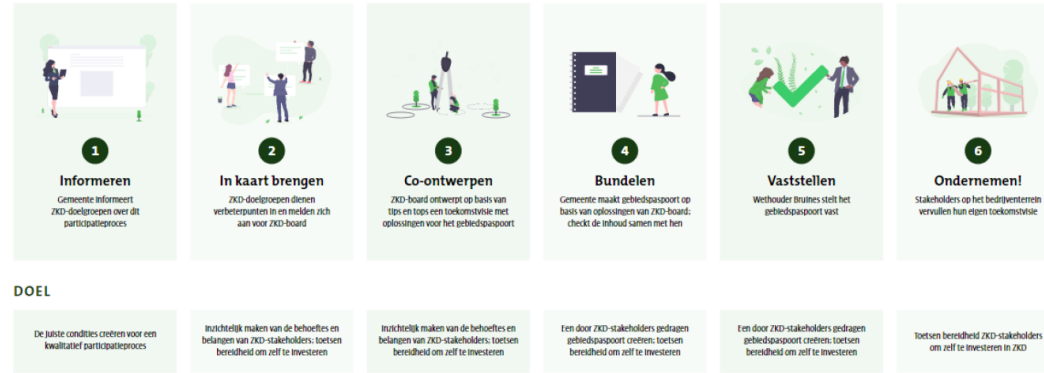 1
Informeren
Gemeente informeert
ZKD-doelgroepen over dit
participatieproces
2
In kaart brengen
ZKD-doelgroepen dienen
verbeterpunten in en melden zich
aan voor ZKD-board
3
Co-ontwerpen
ZKD-board ontwerpt op basis van
tips en tops een toekomstvisie met
oplossingen voor het gebiedspaspoort
4
Bundelen
Gemeente maakt gebiedspaspoort op
basis van oplossingen van ZKD-board;
checkt de inhoud samen met hen
5
Vaststellen
Wethouder Bruines stelt het
gebiedspaspoort vast
6
Ondernemen!
Stakeholders op het bedrijventerrein
vervullen hun eigen toekomstvisie
DOEL
De juiste condities creëren voor een
kwalitatief participatieproces
Inzichtelijk maken van de behoeftes en
belangen van ZKD-stakeholders; toetsen
bereidheid om zelf te investeren
Inzichtelijk maken van de behoeftes en
belangen van ZKD-stakeholders; toetsen
bereidheid om zelf te investeren
Een door ZKD-stakeholders gedragen
gebiedspaspoort creëren; toetsen
bereidheid om zelf te investeren
Een door ZKD-stakeholders gedragen
gebiedspaspoort creëren; toetsen
bereidheid om zelf te investeren
Toetsen bereidheid ZKD-stakeholders
om zelf te investeren in ZKD